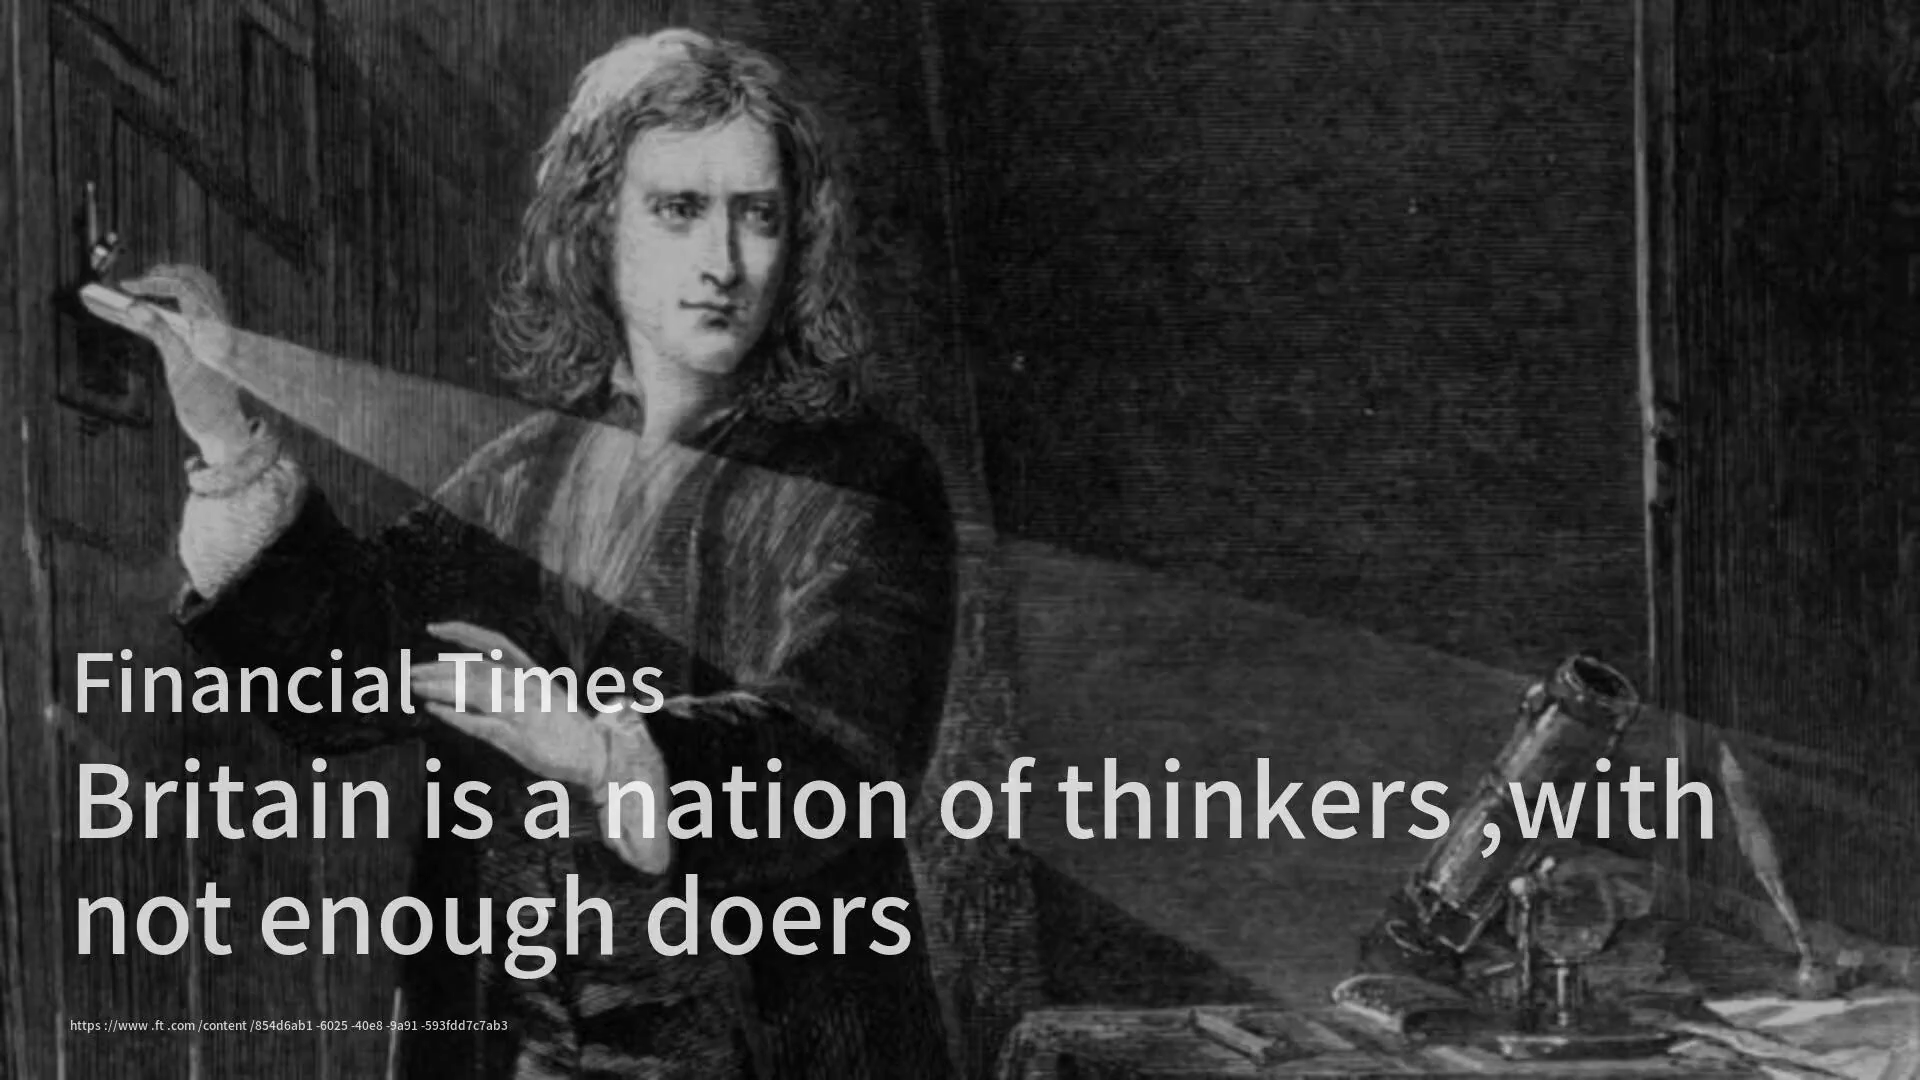 Financial Times
Britain is a nation of thinkers ,with
not enough doers
https ://www .ft .com /content /854d6ab1 -6025 -40e8 -9a91 -593fdd7c7ab3